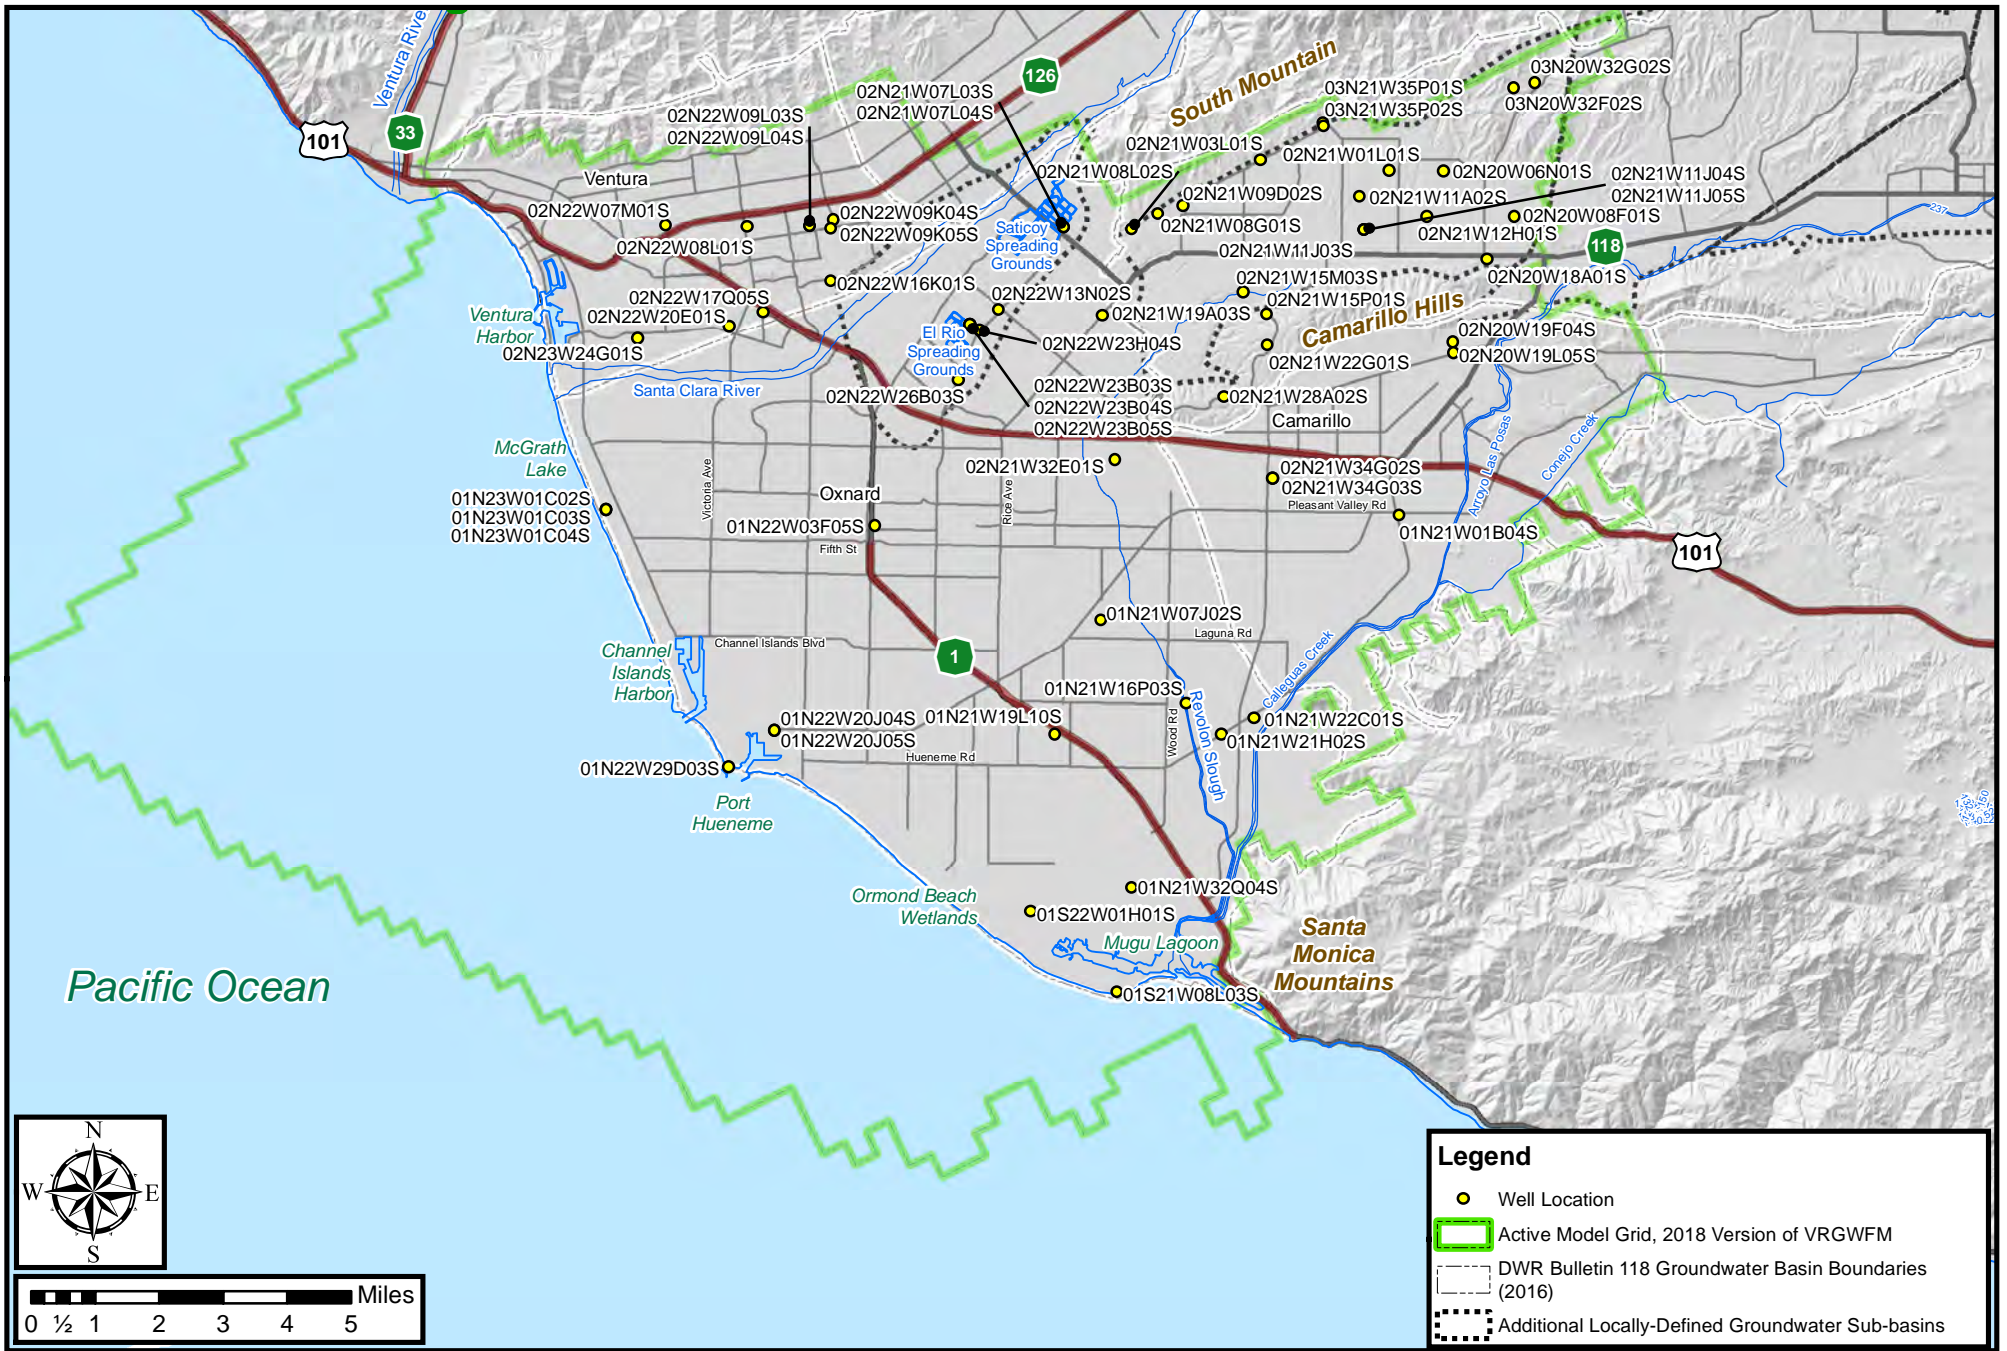 Ventura River
33
101
126
South Mountain
03N20W32G02S
03N20W32F02S
03N21W35P01S
03N21W35P02S
02N21W07L03S
02N21W07L04S
02N22W09L03S
02N22W09L04S
02N21W03L01S
02N21W01L01S
02N21W08L02S
02N20W06N01S
02N21W11J04S
02N21W11J05S
Ventura
02N21W09D02S
02N21W11A02S
02N22W07M01S
02N22W09K04S
02N22W09K05S
02N21W08G01S
02N20W08F01S
02N21W12H01S
237
118
02N22W08L01S
Saticoy
Spreading
Grounds
02N21W11J03S
02N20W18A01S
02N22W16K01S
02N21W15M03S
02N21W15P01S
02N22W13N02S
Camarillo Hills
02N22W17Q05S
02N22W20E01S
02N21W19A03S
Ventura
Harbor
02N23W24G01S
El Rio
Spreading
Grounds
02N22W23H04S
02N20W19F04S
02N20W19L05S
02N21W22G01S
Santa Clara River
02N22W26B03S
02N22W23B03S
02N22W23B04S
02N22W23B05S
02N21W28A02S
Camarillo
Arroyo Las Posas
Conejo Creek
McGrath
Lake
Victoria Ave
Rice Ave
02N21W32E01S
02N21W34G02S
02N21W34G03S
Pleasant Valley Rd
01N23W01C02S
01N23W01C03S
01N23W01C04S
Oxnard
01N22W03F05S
Fifth St
01N21W01B04S
101
01N21W07J02S
Laguna Rd
Channel Islands Blvd
1
Channel
Islands
Harbor
Calleguas Creek
01N21W16P03S
Wood Rd
Revolon Slough
01N22W20J04S
01N22W20J05S
01N21W19L10S
01N21W22C01S
01N21W21H02S
Hueneme Rd
01N22W29D03S
Port
Hueneme
Ormond Beach
Wetlands
01N21W32Q04S
01S22W01H01S
Mugu Lagoon
01S21W08L03S
Santa
Monica
Mountains
Pacific Ocean
N
W
E
S
Miles
0 ½ 1 2 3 4 5
Legend
Well Location
Active Model Grid, 2018 Version of VRGWFM
DWR Bulletin 118 Groundwater Basin Boundaries
(2016)
Additional Locally-Defined Groundwater Sub-basins